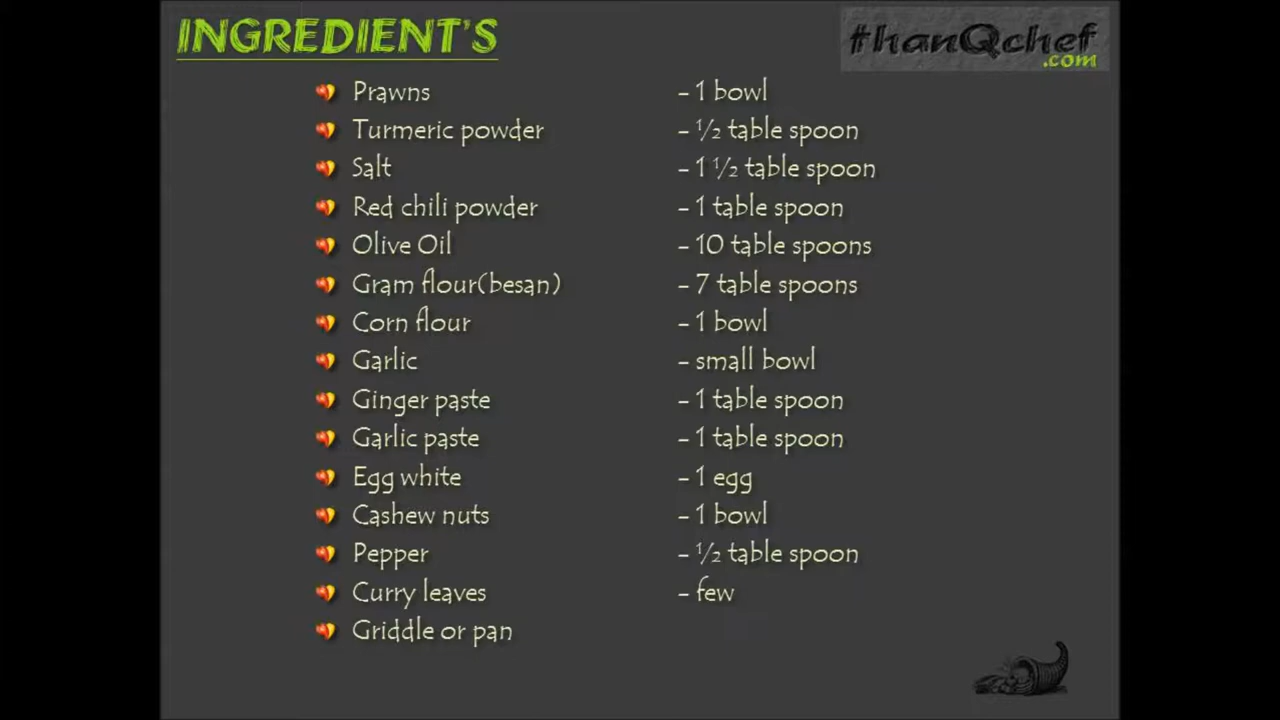 INGREDIENT'S
thanQchef
.com
Prawns - 1 bowl
Turmeric powder - ½ table spoon
Salt - 1 ½ table spoon
Red chili powder - 1 table spoon
Olive Oil - 10 table spoons
Gram flour(besan) - 7 table spoons
Corn flour - 1 bowl
Garlic - small bowl
Ginger paste - 1 table spoon
Garlic paste - 1 table spoon
Egg white - 1 egg
Cashew nuts - 1 bowl
Pepper - ½ table spoon
Curry leaves - few
Griddle or pan